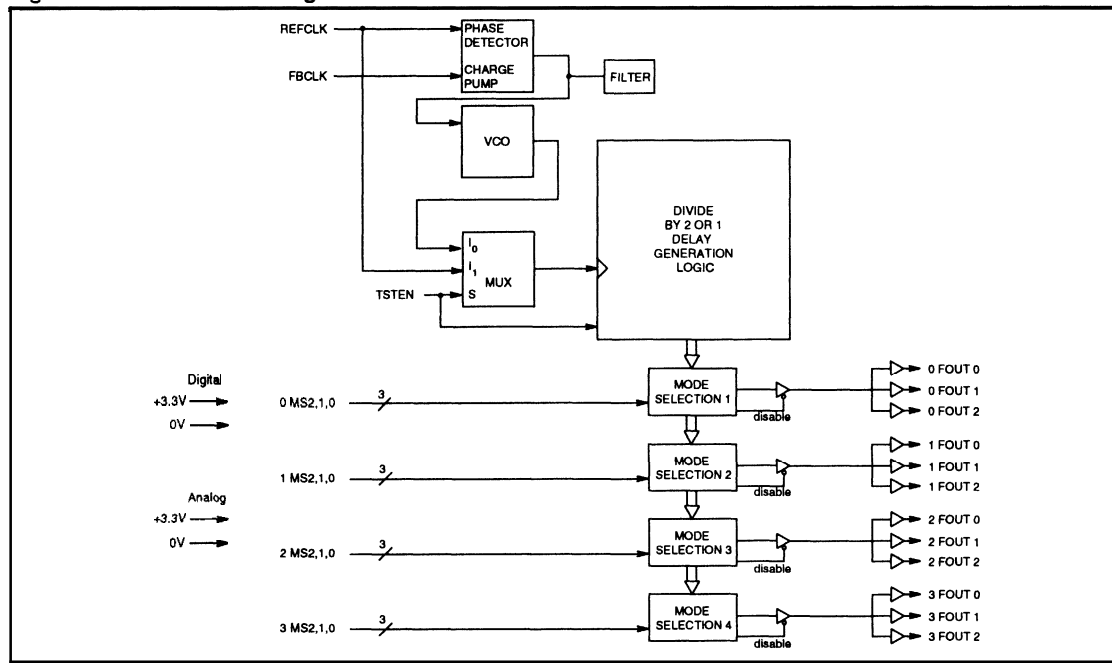 REFCLK
PHASE
DETECTOR
FBCLK
CHARGE
PUMP
FILTER
VCO
DIVIDE
BY 2 OR 1
DELAY
GENERATION
LOGIC
I0
I1
MUX
TSTEN
S
Digital
+3.3V
0V
0 MS2,1,0
3
MODE
SELECTION 1
disable
0 FOUT 0
0 FOUT 1
0 FOUT 2
1 MS2,1,0
3
MODE
SELECTION 2
disable
1 FOUT 0
1 FOUT 1
1 FOUT 2
Analog
+3.3V
0V
2 MS2,1,0
3
MODE
SELECTION 3
disable
2 FOUT 0
2 FOUT 1
2 FOUT 2
3 MS2,1,0
3
MODE
SELECTION 4
disable
3 FOUT 0
3 FOUT 1
3 FOUT 2